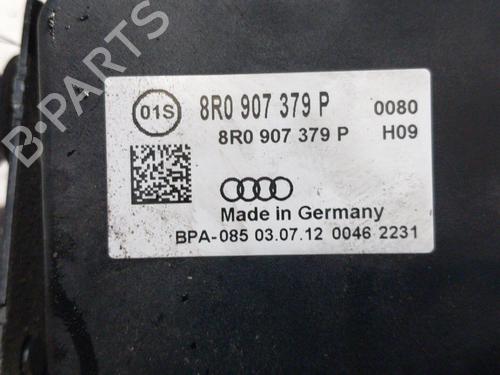 B-PARTS
01S 8R0 907 379 P 0080
8R0 907 379 P H09
Made in Germany
BPA-085 03.07.12 0046 2231